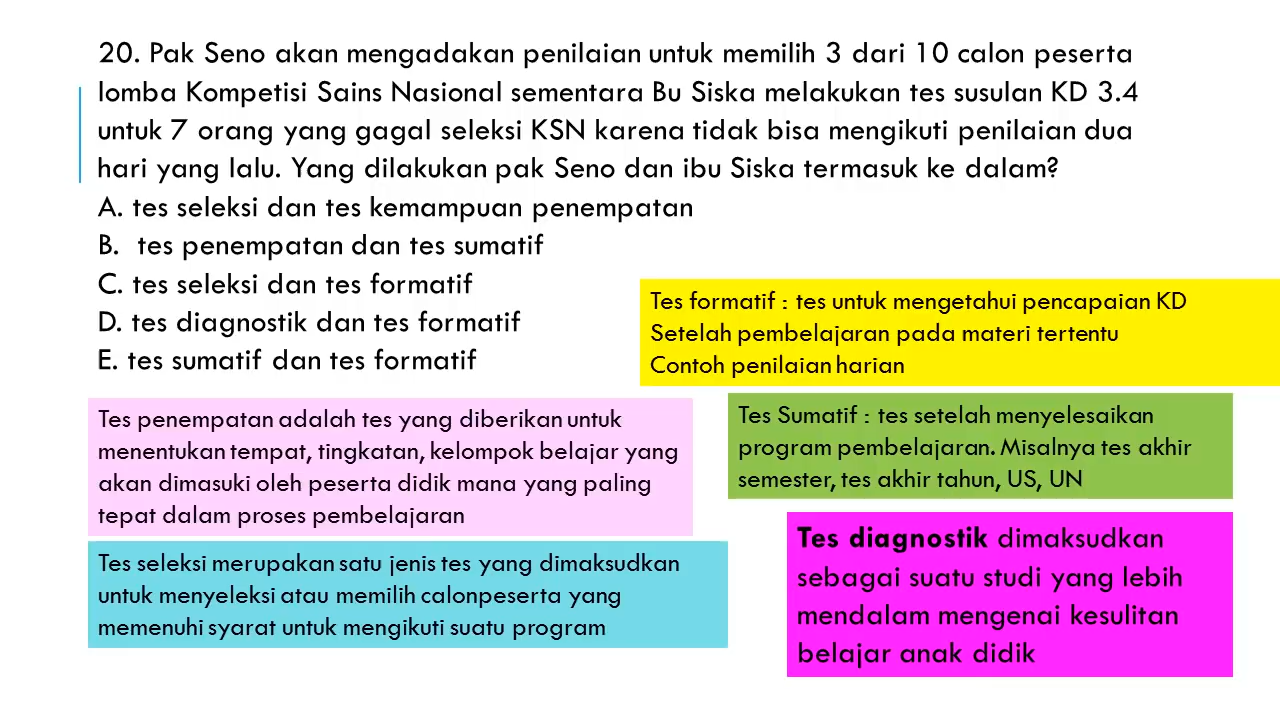 20. Pak Seno akan mengadakan penilaian untuk memilih 3 dari 10 calon peserta
lomba Kompetisi Sains Nasional sementara Bu Siska melakukan tes susulan KD 3.4
untuk 7 orang yang gagal seleksi KSN karena tidak bisa mengikuti penilaian dua
hari yang lalu. Yang dilakukan pak Seno dan ibu Siska termasuk ke dalam?
A. tes seleksi dan tes kemampuan penempatan
B. tes penempatan dan tes sumatif
C. tes seleksi dan tes formatif
D. tes diagnostik dan tes formatif
E. tes sumatif dan tes formatif
Tes formatif : tes untuk mengetahui pencapaian KD
Setelah pembelajaran pada materi tertentu
Contoh penilaian harian
Tes penempatan adalah tes yang diberikan untuk
menentukan tempat, tingkatan, kelompok belajar yang
akan dimasuki oleh peserta didik mana yang paling
tepat dalam proses pembelajaran
Tes Sumatif : tes setelah menyelesaikan
program pembelajaran. Misalnya tes akhir
semester, tes akhir tahun, US, UN
Tes seleksi merupakan satu jenis tes yang dimaksudkan
untuk menyeleksi atau memilih calonpeserta yang
memenuhi syarat untuk mengikuti suatu program
Tes diagnostik dimaksudkan
sebagai suatu studi yang lebih
mendalam mengenai kesulitan
belajar anak didik